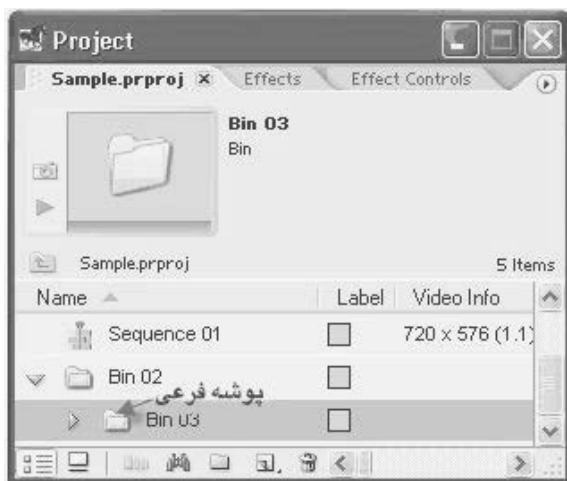 Project
Sample.prproj × Effects Effect Controls
Bin 03
Bin
Sample.prproj 5 Items
Name Label Video Info
Sequence 01 720 x 576 (1.1)
Bin 02
پوشه فرعی
Bin 03